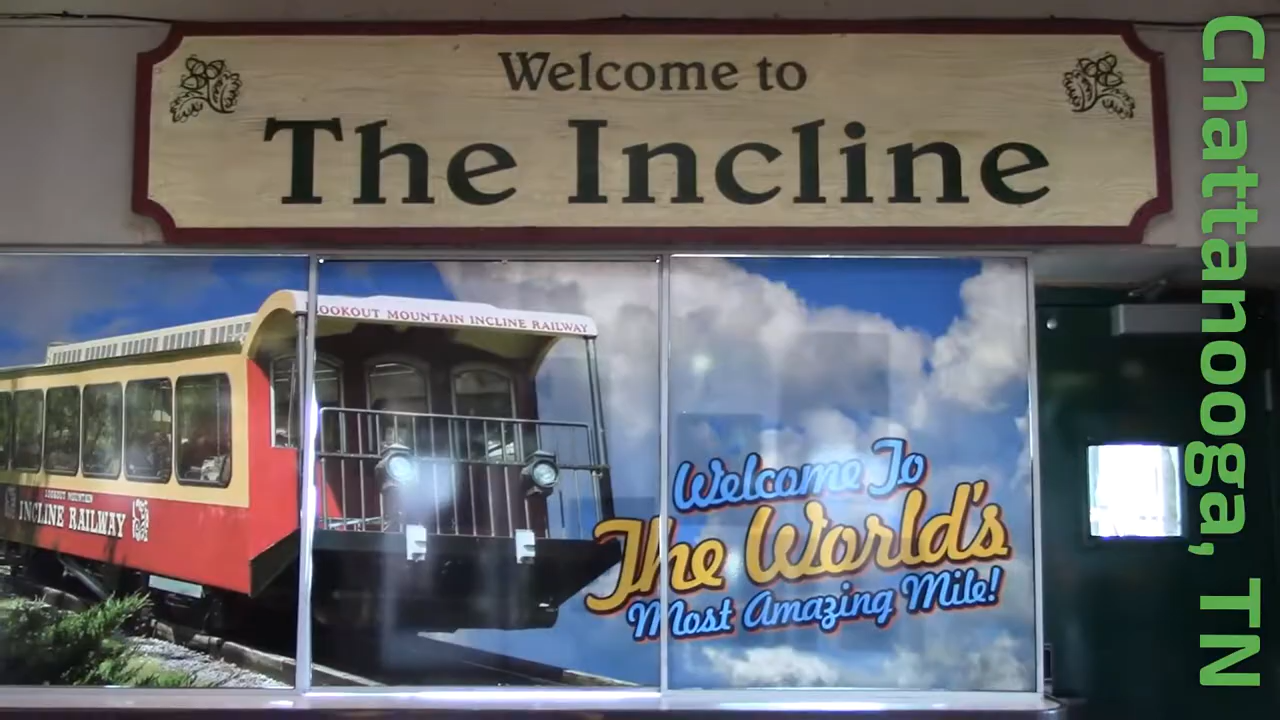 Welcome to
The Incline
LOOKOUT MOUNTAIN INCLINE RAILWAY
LOOKOUT MOUNTAIN
INCLINE RAILWAY
Welcome To
The World's
Most Amazing Mile!
Chattanooga, TN